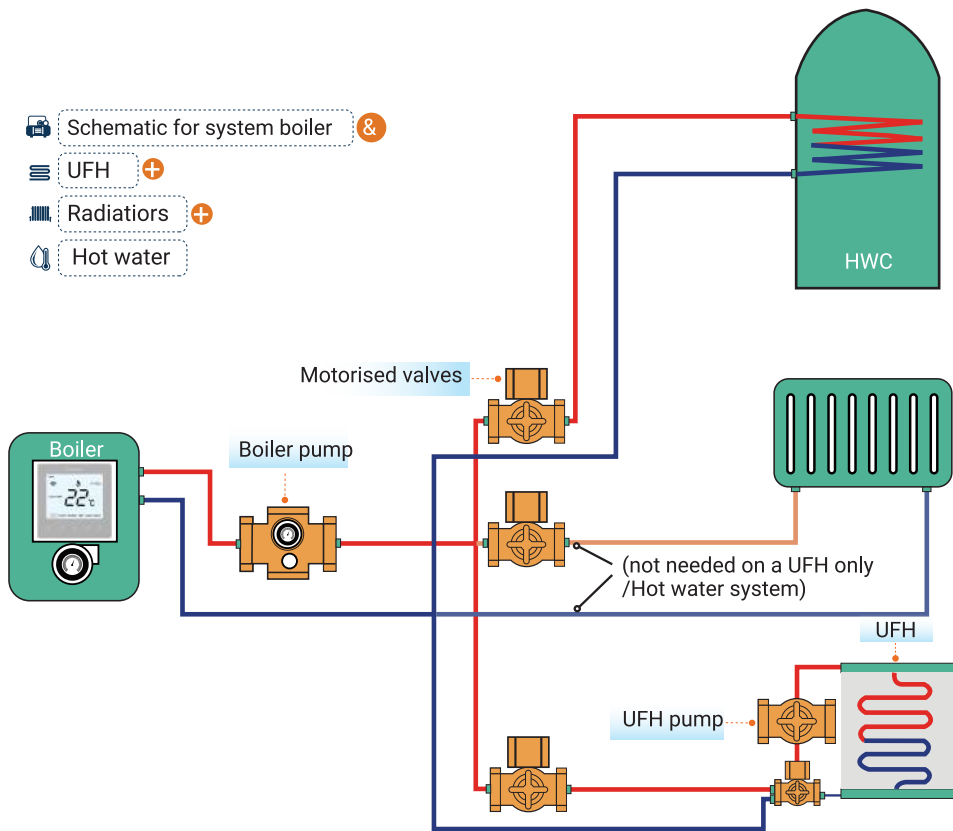 Schematic for system boiler &
UFH +
Radiatiors +
Hot water
HWC
Motorised valves
Boiler
Boiler pump
22°C
(not needed on a UFH only
/Hot water system)
UFH
UFH pump